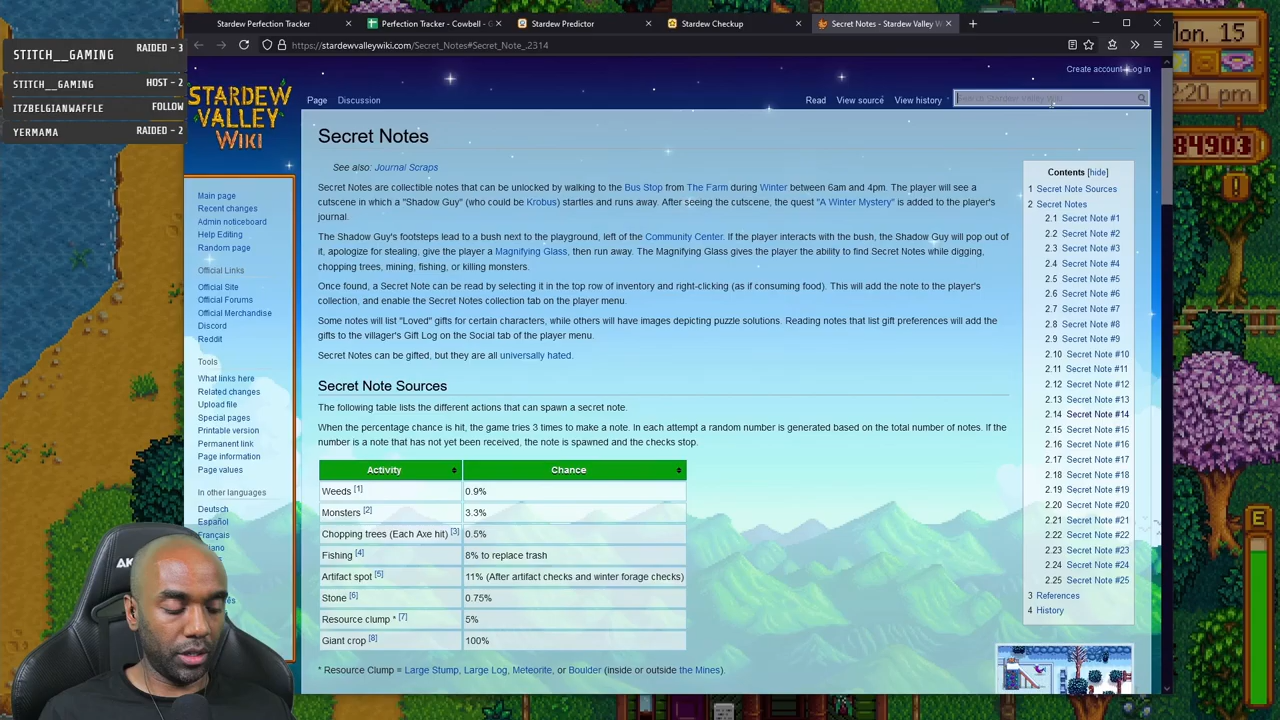 Stardew Perfection Tracker
Perfection Tracker - Cowbell - G
Stardew Predictor
Stardew Checkup
Secret Notes - Stardew Valley W
https://stardewvalleywiki.com/Secret_Notes#Secret_Note_.2314
STITCH__GAMING RAIDED - 3
STITCH__GAMING HOST - 2
ITZBELGIANWAFFLE FOLLOW
YERMAMA RAIDED - 2
STARDEW
VALLEY
WIKI
Create account Log in
Page Discussion
Read View source View history
Search Stardew Valley Wiki
Main page
Recent changes
Admin noticeboard
Help Editing
Random page
Official Links
Official Site
Official Forums
Official Merchandise
Discord
Reddit
Tools
What links here
Related changes
Upload file
Special pages
Printable version
Permanent link
Page information
Page values
In other languages
Deutsch
Español
Français
Secret Notes
See also: Journal Scraps
Secret Notes are collectible notes that can be unlocked by walking to the Bus Stop from The Farm during Winter between 6am and 4pm. The player will see a
cutscene in which a "Shadow Guy" (who could be Krobus) startles and runs away. After seeing the cutscene, the quest "A Winter Mystery" is added to the player's
journal.
The Shadow Guy's footsteps lead to a bush next to the playground, left of the Community Center. If the player interacts with the bush, the Shadow Guy will pop out of
it, apologize for stealing, give the player a Magnifying Glass, then run away. The Magnifying Glass gives the player the ability to find Secret Notes while digging,
chopping trees, mining, fishing, or killing monsters.
Once found, a Secret Note can be read by selecting it in the top row of inventory and right-clicking (as if consuming food). This will add the note to the player's
collection, and enable the Secret Notes collection tab on the player menu.
Some notes will list "Loved" gifts for certain characters, while others will have images depicting puzzle solutions. Reading notes that list gift preferences will add the
gifts to the villager's Gift Log on the Social tab of the player menu.
Secret Notes can be gifted, but they are all universally hated.
Secret Note Sources
The following table lists the different actions that can spawn a secret note.
When the percentage chance is hit, the game tries 3 times to make a note. In each attempt a random number is generated based on the total number of notes. If the
number is a note that has not yet been received, the note is spawned and the checks stop.
Activity Chance
Weeds [1] 0.9%
Monsters [2] 3.3%
Chopping trees (Each Axe hit) [3] 0.5%
Fishing [4] 8% to replace trash
Artifact spot [5] 11% (After artifact checks and winter forage checks)
Stone [6] 0.75%
Resource clump * [7] 5%
Giant crop [8] 100%
* Resource Clump = Large Stump, Large Log, Meteorite, or Boulder (inside or outside the Mines).
Contents [hide]
1 Secret Note Sources
2 Secret Notes
2.1 Secret Note #1
2.2 Secret Note #2
2.3 Secret Note #3
2.4 Secret Note #4
2.5 Secret Note #5
2.6 Secret Note #6
2.7 Secret Note #7
2.8 Secret Note #8
2.9 Secret Note #9
2.10 Secret Note #10
2.11 Secret Note #11
2.12 Secret Note #12
2.13 Secret Note #13
2.14 Secret Note #14
2.15 Secret Note #15
2.16 Secret Note #16
2.17 Secret Note #17
2.18 Secret Note #18
2.19 Secret Note #19
2.20 Secret Note #20
2.21 Secret Note #21
2.22 Secret Note #22
2.23 Secret Note #23
2.24 Secret Note #24
2.25 Secret Note #25
3 References
4 History
on. 15
2:20 pm
84903
E
AK